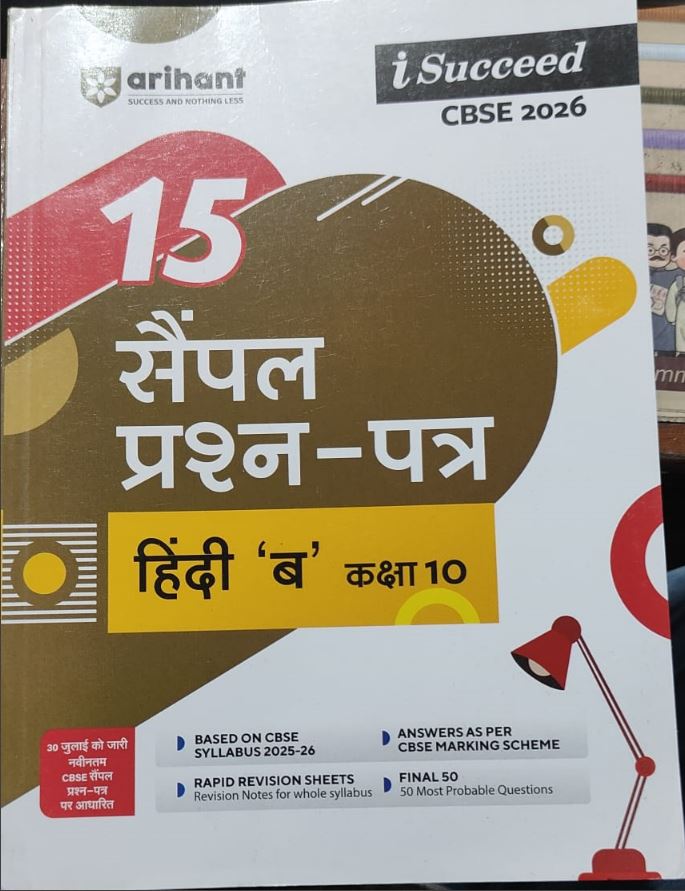 arihant
SUCCESS AND NOTHING LESS
i Succeed
CBSE 2026
15
सैंपल
प्रश्न-पत्र
हिंदी ‘ब’ कक्षा 10
30 जुलाई को जारी
नवीनतम
CBSE सैंपल
प्रश्न-पत्र
पर आधारित
BASED ON CBSE
SYLLABUS 2025-26
ANSWERS AS PER
CBSE MARKING SCHEME
RAPID REVISION SHEETS
Revision Notes for whole syllabus
FINAL 50
50 Most Probable Questions